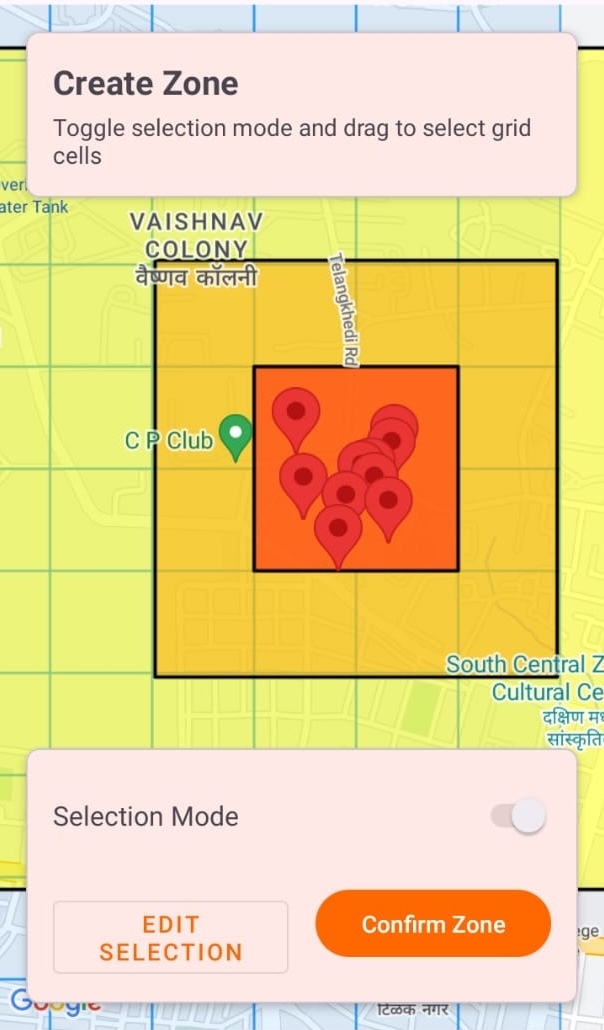 Create Zone
Toggle selection mode and drag to select grid
cells
ater Tank
VAISHNAV
COLONY
वैष्णव कॉलनी
Telangkhedi Rd
C P Club
South Central Z
Cultural Ce
दक्षिण मध
सांस्कृति
Selection Mode
EDIT
SELECTION
Confirm Zone
ege
Google
टिळक नगर